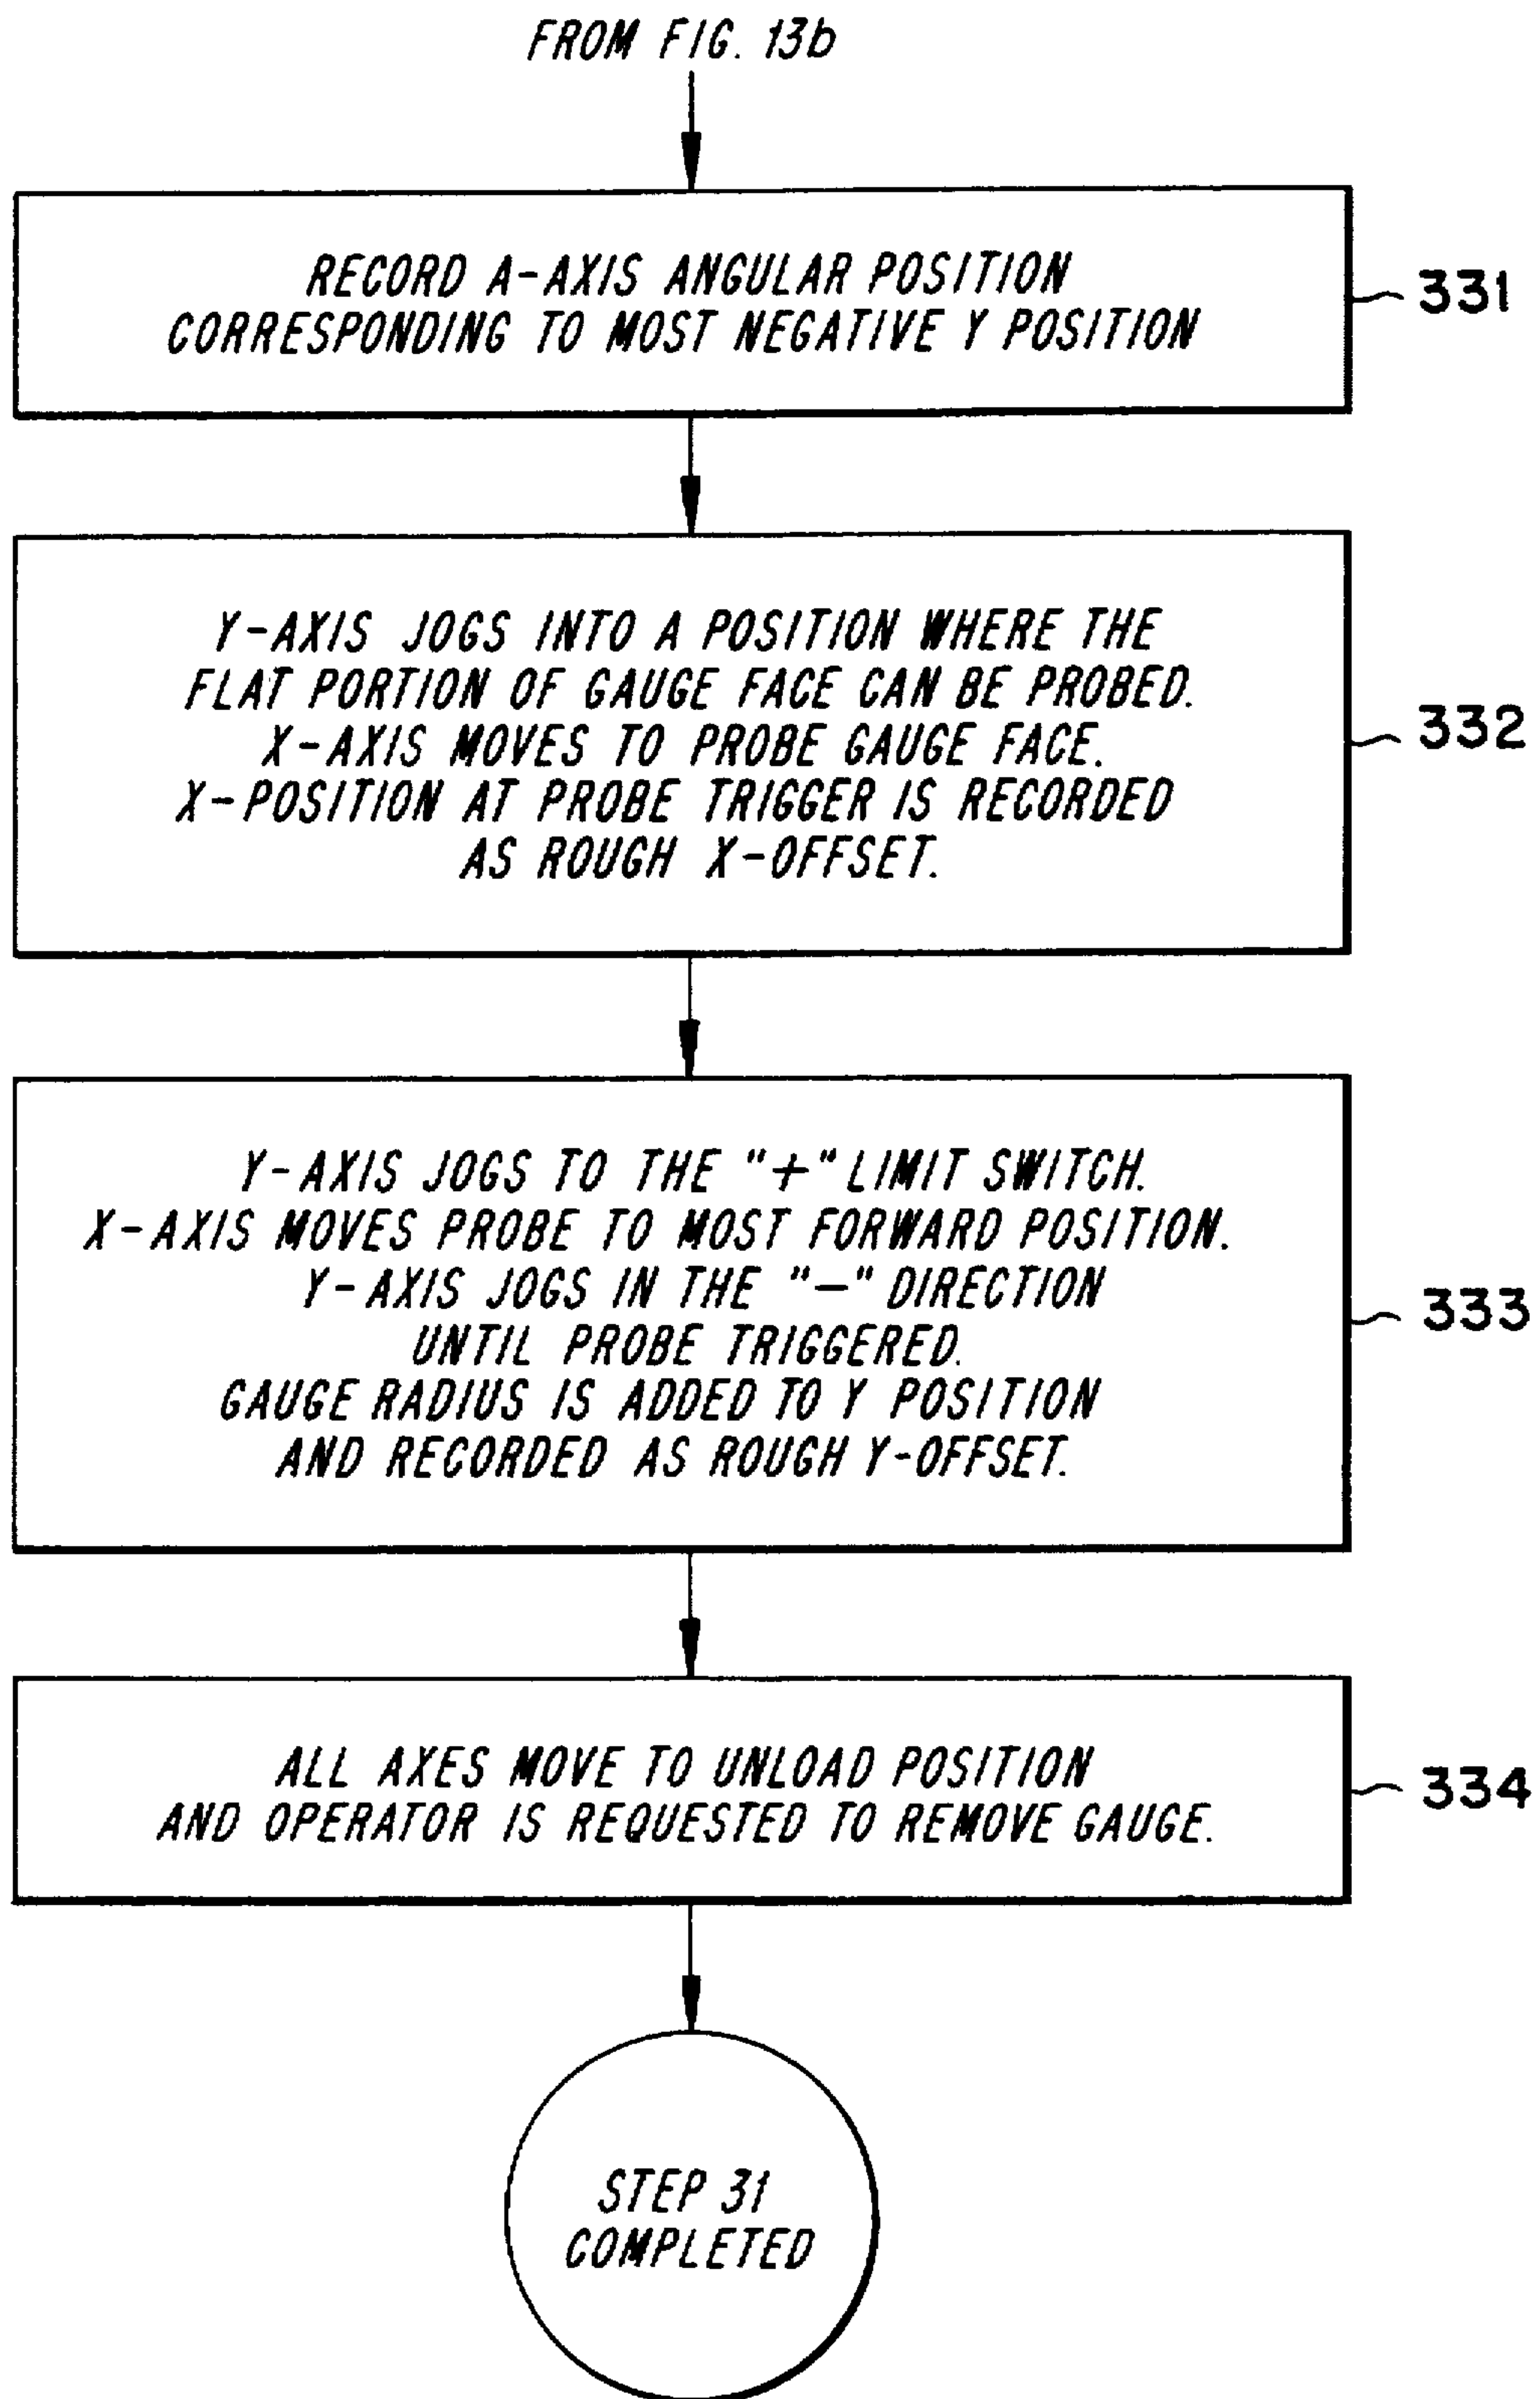 FROM FIG. 13b
RECORD A-AXIS ANGULAR POSITION
CORRESPONDING TO MOST NEGATIVE Y POSITION
331
Y-AXIS JOGS INTO A POSITION WHERE THE
FLAT PORTION OF GAUGE FACE CAN BE PROBED.
X-AXIS MOVES TO PROBE GAUGE FACE.
X-POSITION AT PROBE TRIGGER IS RECORDED
AS ROUGH X-OFFSET.
332
Y-AXIS JOGS TO THE "+" LIMIT SWITCH.
X-AXIS MOVES PROBE TO MOST FORWARD POSITION.
Y-AXIS JOGS IN THE "-" DIRECTION
UNTIL PROBE TRIGGERED.
GAUGE RADIUS IS ADDED TO Y POSITION
AND RECORDED AS ROUGH Y-OFFSET.
333
ALL AXES MOVE TO UNLOAD POSITION
AND OPERATOR IS REQUESTED TO REMOVE GAUGE.
334
STEP 31
COMPLETED